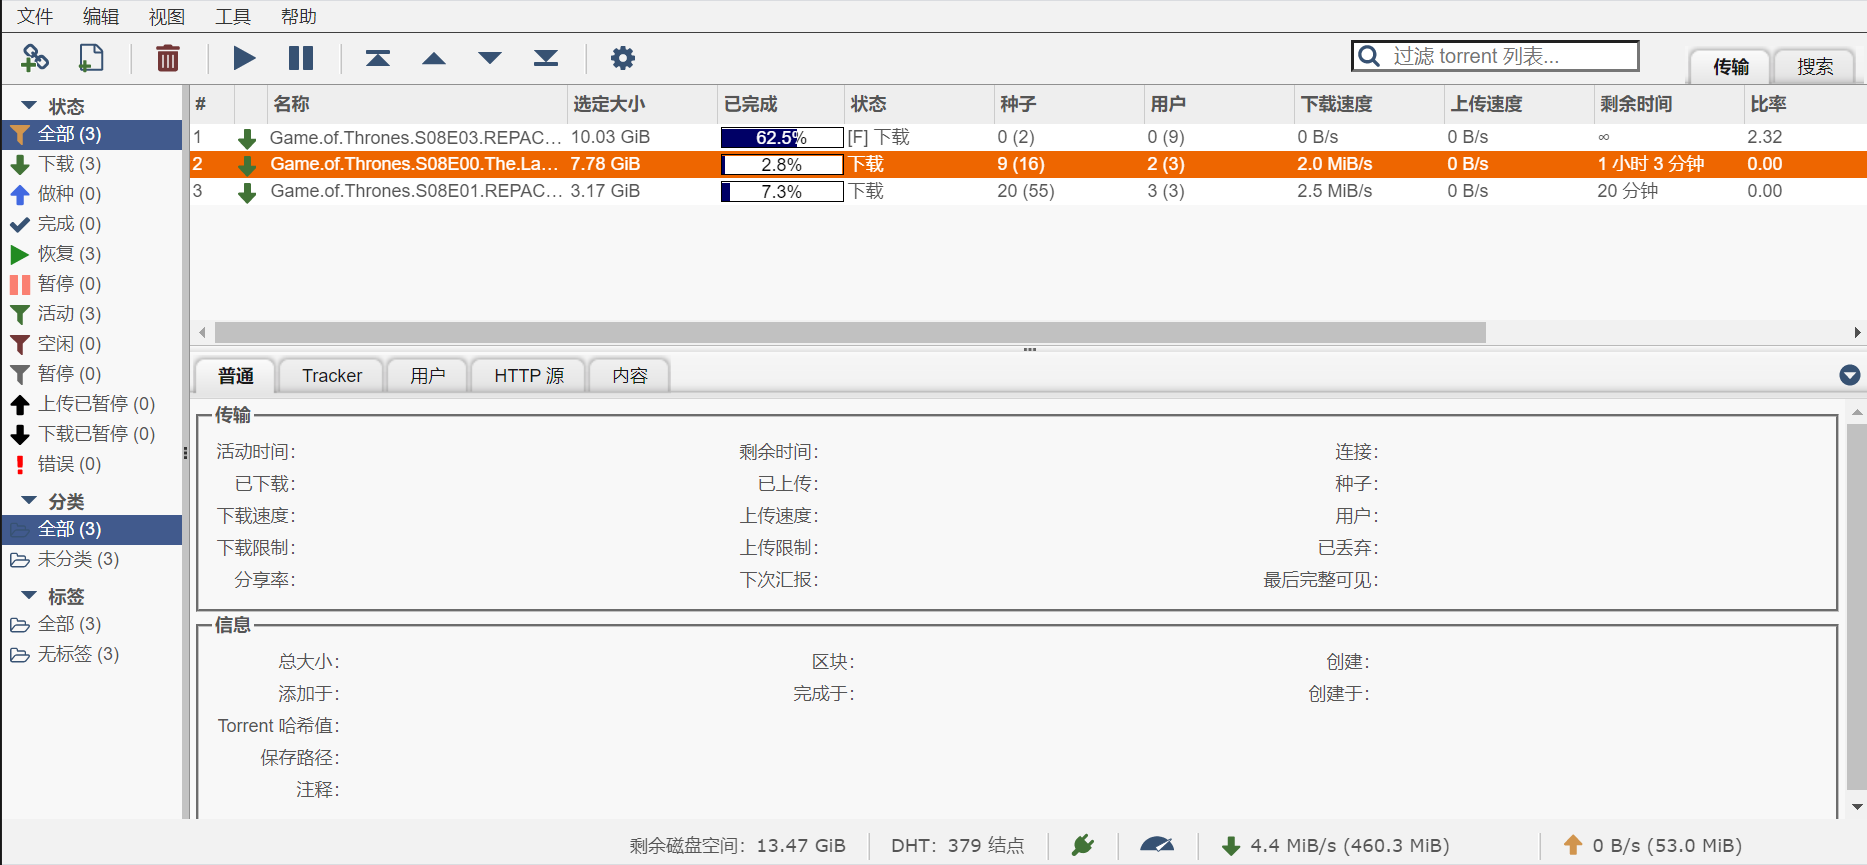 文件 编辑 视图 工具 帮助
过滤 torrent 列表...
传输 搜索
状态
全部 (3)
下载 (3)
做种 (0)
完成 (0)
恢复 (3)
暂停 (0)
活动 (3)
空闲 (0)
暂停 (0)
上传已暂停 (0)
下载已暂停 (0)
错误 (0)
分类
全部 (3)
未分类 (3)
标签
全部 (3)
无标签 (3)
# 名称 选定大小 已完成 状态 种子 用户 下载速度 上传速度 剩余时间 比率
1 Game.of.Thrones.S08E03.REPAC... 10.03 GiB 62.5% [F] 下载 0 (2) 0 (9) 0 B/s 0 B/s ∞ 2.32
2 Game.of.Thrones.S08E00.The.La... 7.78 GiB 2.8% 下载 9 (16) 2 (3) 2.0 MiB/s 0 B/s 1 小时 3 分钟 0.00
3 Game.of.Thrones.S08E01.REPAC... 3.17 GiB 7.3% 下载 20 (55) 3 (3) 2.5 MiB/s 0 B/s 20 分钟 0.00
普通 Tracker 用户 HTTP 源 内容
传输
活动时间： 剩余时间： 连接：
已下载： 已上传： 种子：
下载速度： 上传速度： 用户：
下载限制： 上传限制： 已丢弃：
分享率： 下次汇报： 最后完整可见：
信息
总大小： 区块： 创建：
添加于： 完成于： 创建于：
Torrent 哈希值：
保存路径：
注释：
剩余磁盘空间： 13.47 GiB DHT： 379 结点 4.4 MiB/s (460.3 MiB) 0 B/s (53.0 MiB)